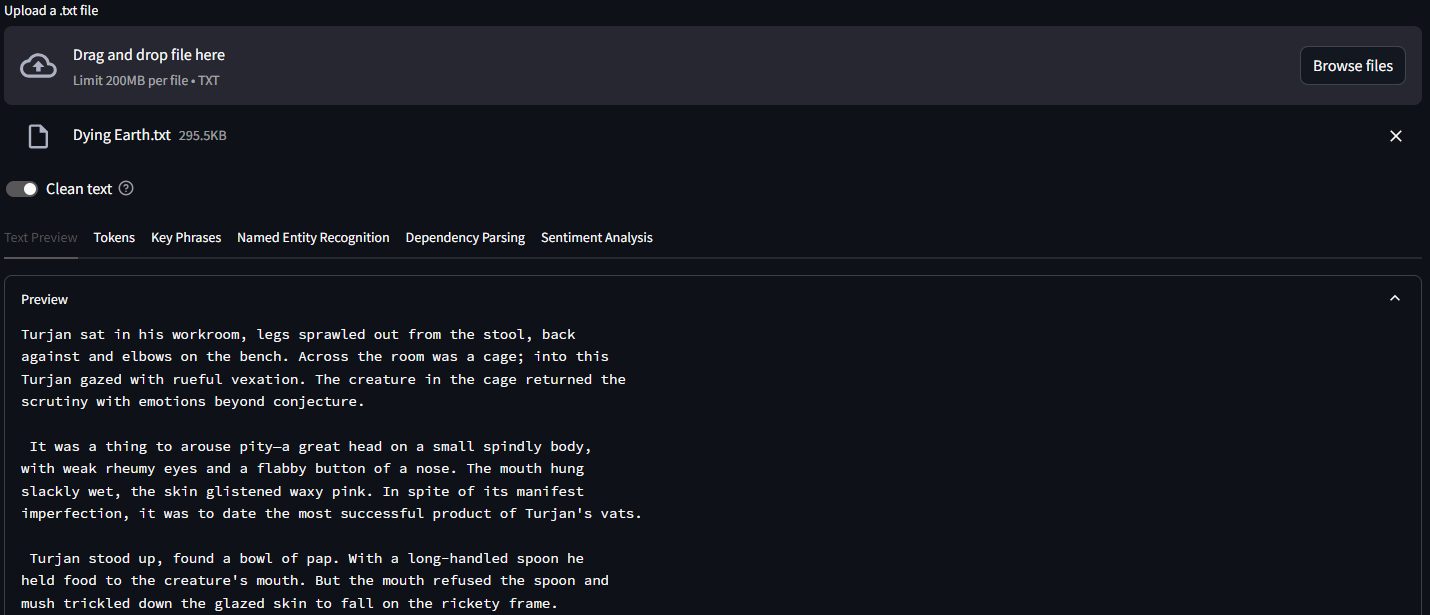 Upload a .txt file
Drag and drop file here
Limit 200MB per file • TXT
Browse files
Dying Earth.txt 295.5KB
Clean text
Text Preview Tokens Key Phrases Named Entity Recognition Dependency Parsing Sentiment Analysis
Preview
Turjan sat in his workroom, legs sprawled out from the stool, back
against and elbows on the bench. Across the room was a cage; into this
Turjan gazed with rueful vexation. The creature in the cage returned the
scrutiny with emotions beyond conjecture.
It was a thing to arouse pity—a great head on a small spindly body,
with weak rheumy eyes and a flabby button of a nose. The mouth hung
slackly wet, the skin glistened waxy pink. In spite of its manifest
imperfection, it was to date the most successful product of Turjan's vats.
Turjan stood up, found a bowl of pap. With a long-handled spoon he
held food to the creature's mouth. But the mouth refused the spoon and
mush trickled down the glazed skin to fall on the rickety frame.